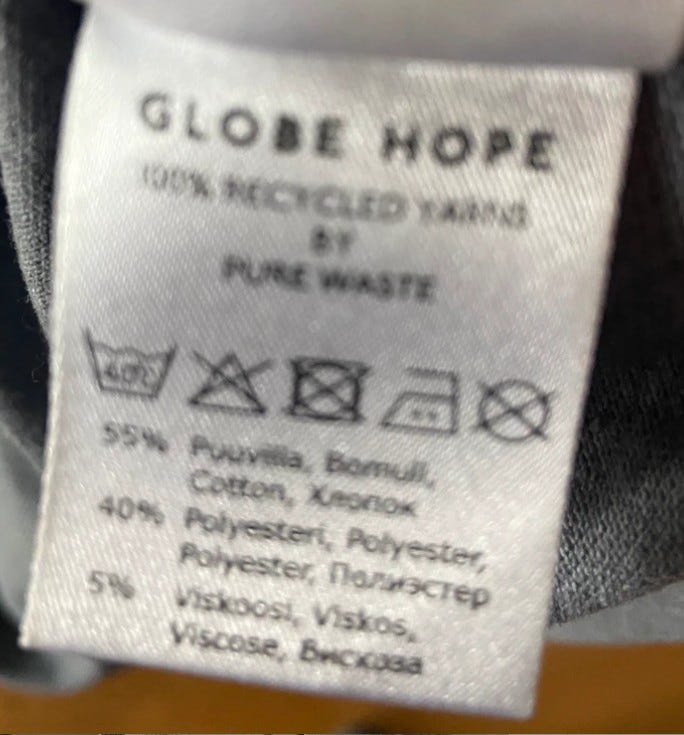 GLOBE HOPE
100% RECYCLED YARNS
BY
PURE WASTE
40°C
55% Puuvilla, Bomull,
Cotton, Хлопок
40% Polyesteri, Polyester,
Polyester, Полиэстер
5% Viskoosi, Viskos,
Viscose, Вискоза